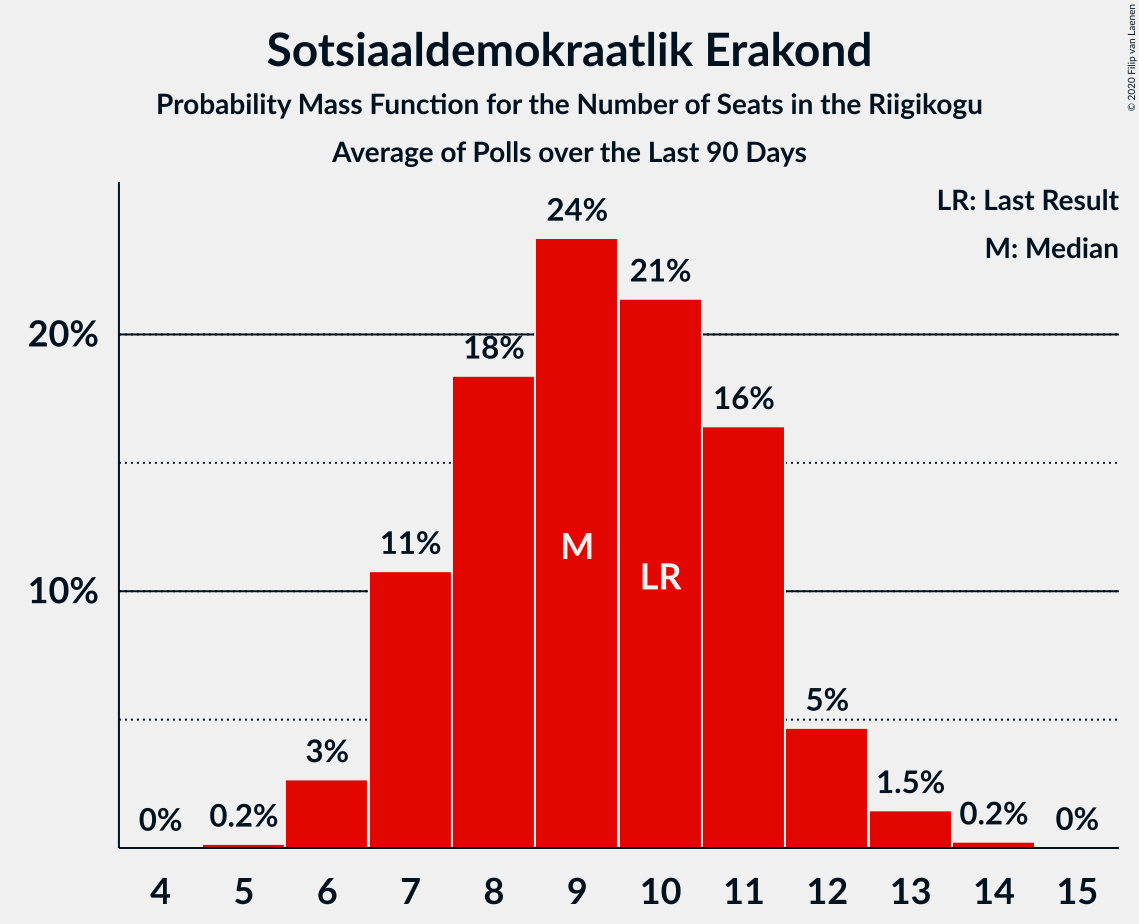 Sotsiaaldemokraatlik Erakond
Probability Mass Function for the Number of Seats in the Riigikogu
Average of Polls over the Last 90 Days
© 2020 Filip van Laenen
LR: Last Result
M: Median
20%
10%
0%
0.2%
3%
11%
18%
24%
21%
16%
5%
1.5%
0.2%
0%
M
LR
4 5 6 7 8 9 10 11 12 13 14 15